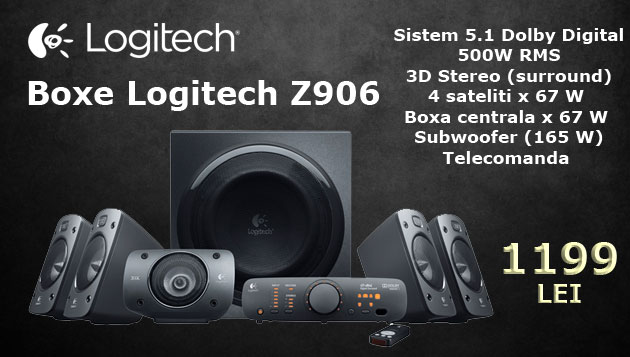 Logitech
Boxe Logitech Z906
Sistem 5.1 Dolby Digital
500W RMS
3D Stereo (surround)
4 sateliti x 67 W
Boxa centrala x 67 W
Subwoofer (165 W)
Telecomanda
Logitech
1199
LEI